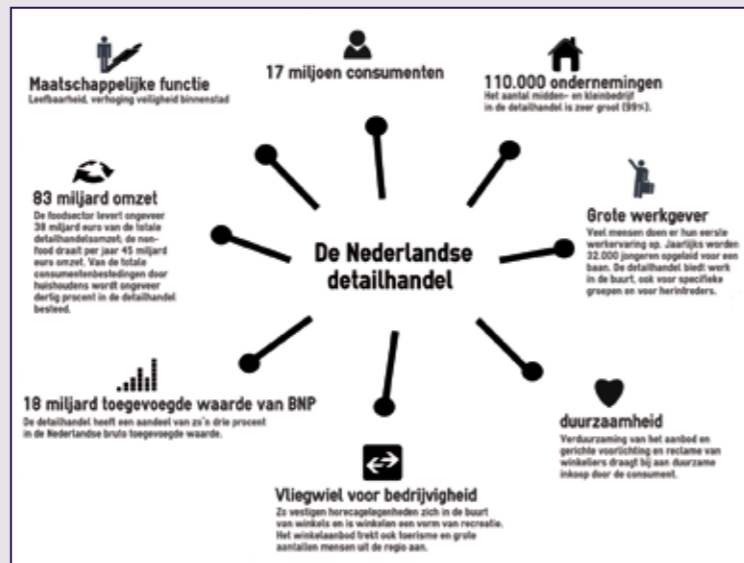 Maatschappelijke functie
Leefbaarheid, verhoging veiligheid binnenstad
17 miljoen consumenten
110.000 ondernemingen
Het aantal midden- en kleinbedrijf
in de detailhandel is zeer groot (99%).
83 miljard omzet
De foodsector levert ongeveer
38 miljard euro van de totale
detailhandelsomzet; de non-
food draait per jaar 45 miljard
euro omzet. Van de totale
consumentenbestedingen door
huishoudens wordt ongeveer
dertig procent in de detailhandel
besteed.
De Nederlandse
detailhandel
Grote werkgever
Veel mensen doen er hun eerste
werkervaring op. Jaarlijks worden
32.000 jongeren opgeleid voor een
baan. De detailhandel biedt werk
in de buurt, ook voor specifieke
groepen en voor herintreders.
18 miljard toegevoegde waarde van BNP
De detailhandel heeft een aandeel van zo'n drie procent
in de Nederlandse bruto toegevoegde waarde.
Vliegwiel voor bedrijvigheid
Zo vestigen horecagelegenheden zich in de buurt
van winkels en is winkelen een vorm van recreatie.
Het winkelaanbod trekt ook toerisme en grote
aantallen mensen uit de regio aan.
duurzaamheid
Verduurzaming van het aanbod en
gerichte voorlichting en reclame van
winkeliers draagt bij aan duurzame
inkoop door de consument.